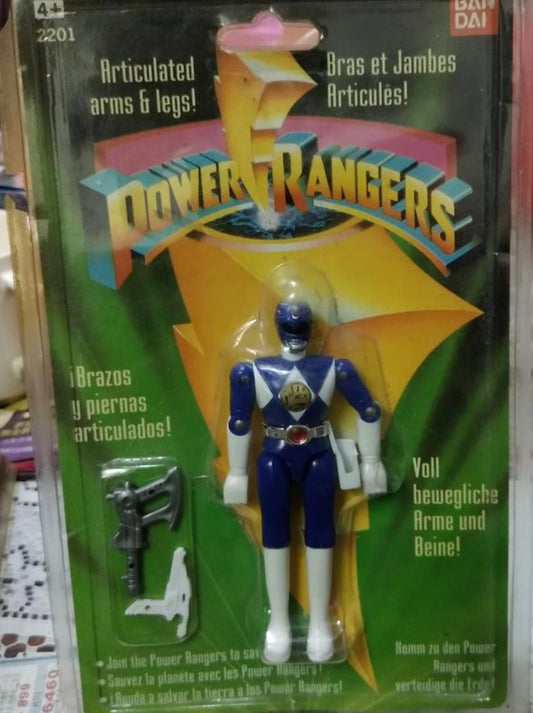 4+
2201
BAN
DAI
Articulated
arms & legs!
Bras et Jambes
Articulés!
POWER RANGERS
¡Brazos
y piernas
articulados!
Voll
bewegliche
Arme und
Beine!
• Join the Power Rangers to
• Sauvez la planète avec les Power Rangers!
• ¡Ayuda a salvar la tierra a los Power Rangers!
Komm zu den Power
Rangers und
verteidige die Erde!
899
6460